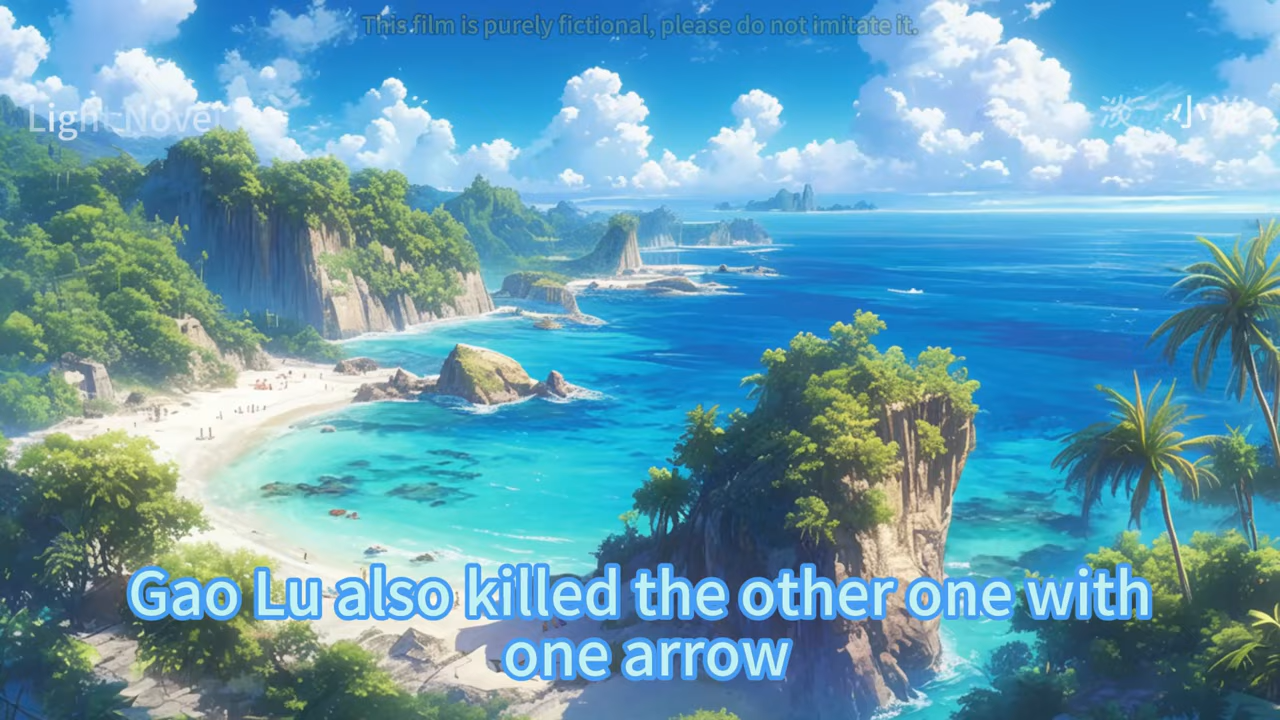 This film is purely fictional, please do not imitate it.
Light Novel
小
Gao Lu also killed the other one with
one arrow